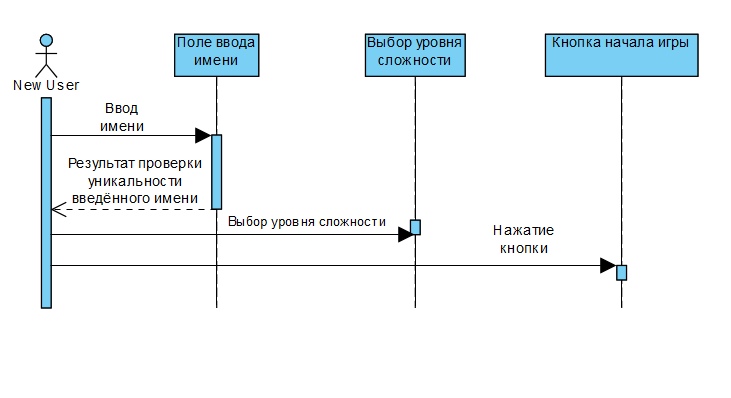 Поле ввода
имени
Выбор уровня
сложности
Кнопка начала игры
New User
Ввод
имени
Результат проверки
уникальности
введённого имени
Выбор уровня сложности
Нажатие
кнопки